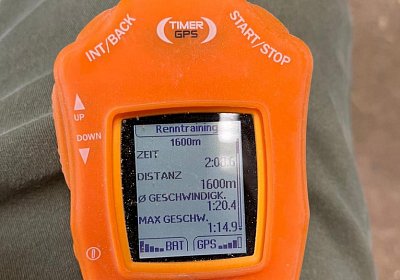 TIMER
GPS
INT/BACK
START/STOP
UP
DOWN
Renntraining
1600m
ZEIT
DISTANZ
1600m
Ø GESCHWINDIGK.
1:20.4
MAX GESCHW.
1:14.9
BAT GPS